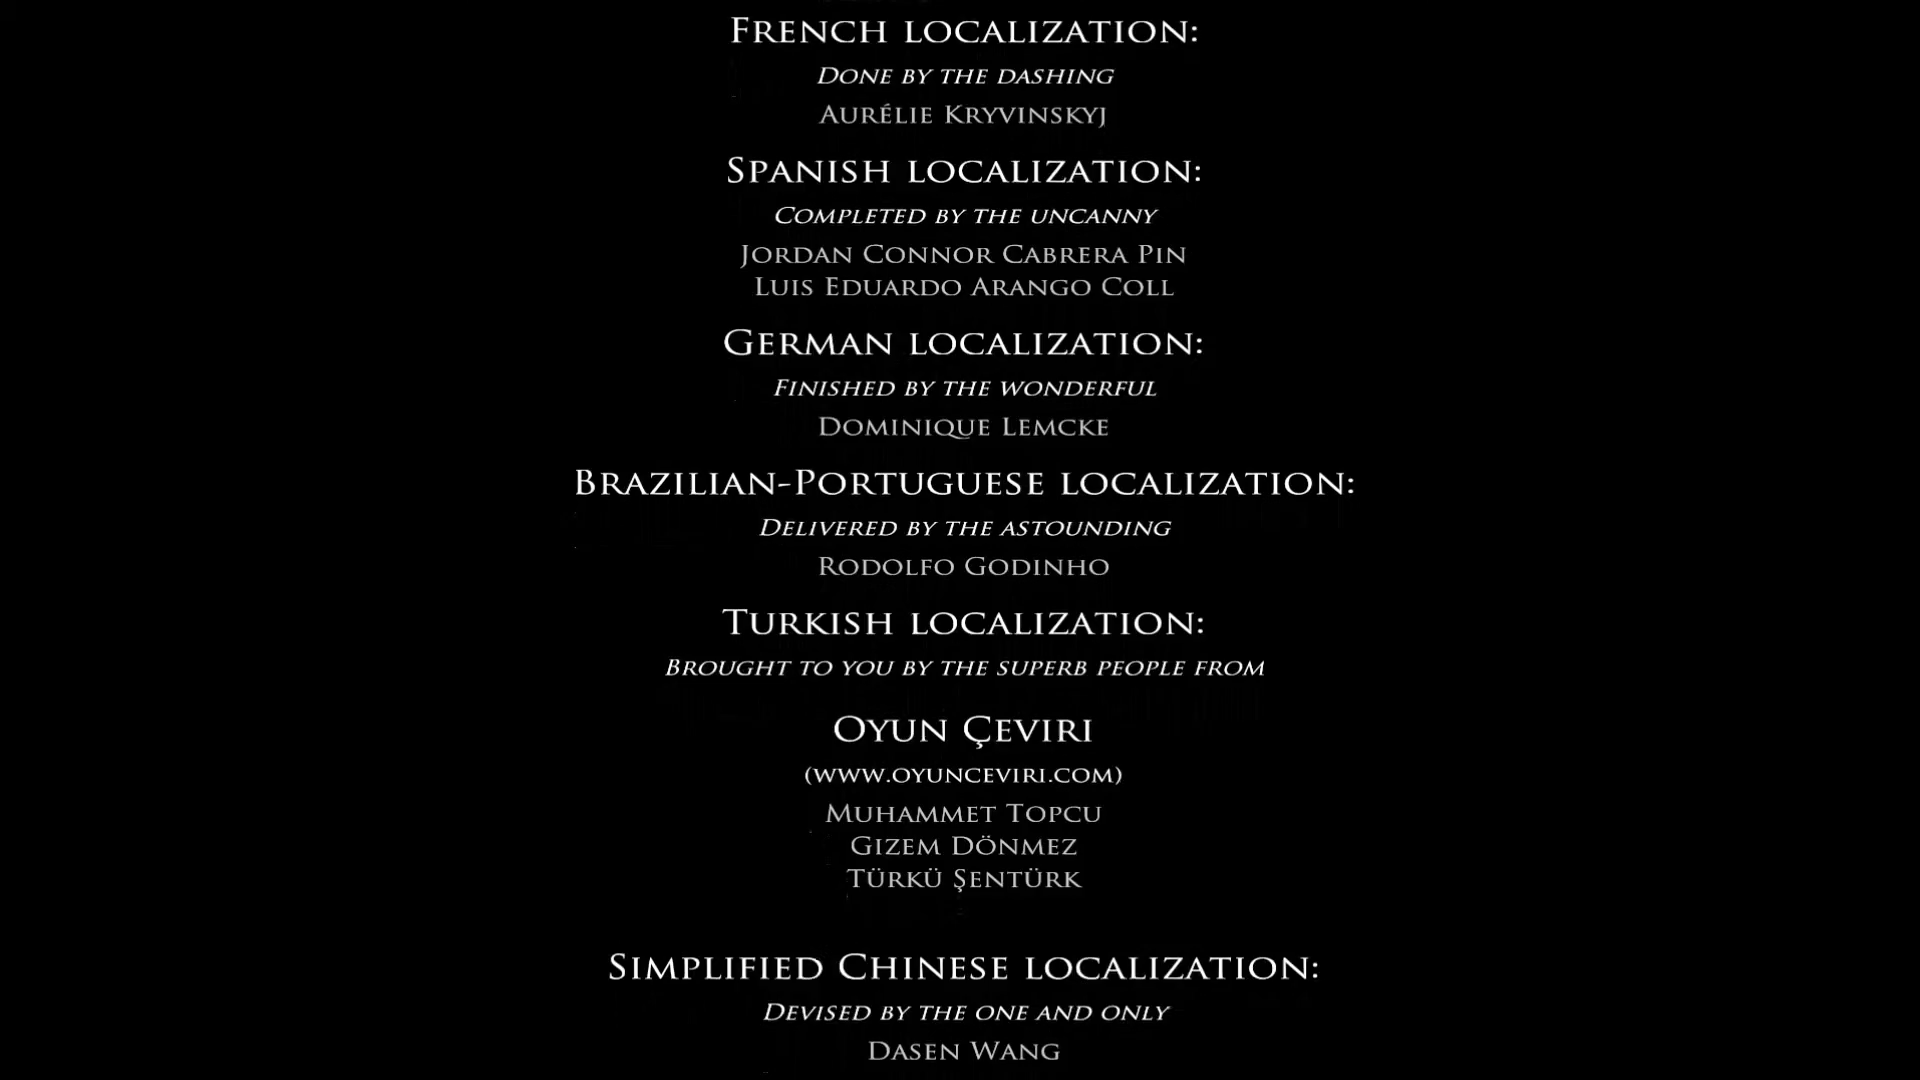 French localization:
Done by the dashing
Aurélie Kryvinskyj
Spanish localization:
Completed by the uncanny
Jordan Connor Cabrera Pin
Luis Eduardo Arango Coll
German localization:
Finished by the wonderful
Dominique Lemcke
Brazilian-Portuguese localization:
Delivered by the astounding
Rodolfo Godinho
Turkish localization:
Brought to you by the superb people from
Oyun Çeviri
(www.oyunceviri.com)
Muhammet Topcu
Gizem Dönmez
Türkü Şentürk
Simplified Chinese localization:
Devised by the one and only
Dasen Wang